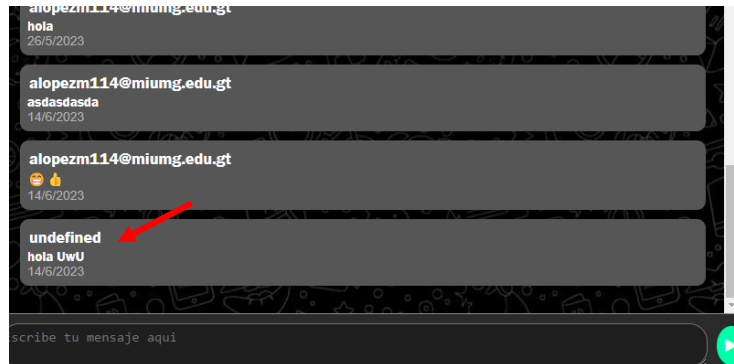 alopezm114@miumg.edu.gt
hola
26/5/2023
alopezm114@miumg.edu.gt
asdasdasda
14/6/2023
alopezm114@miumg.edu.gt
😁👍
14/6/2023
undefined
hola UwU
14/6/2023
scribe tu mensaje aqui